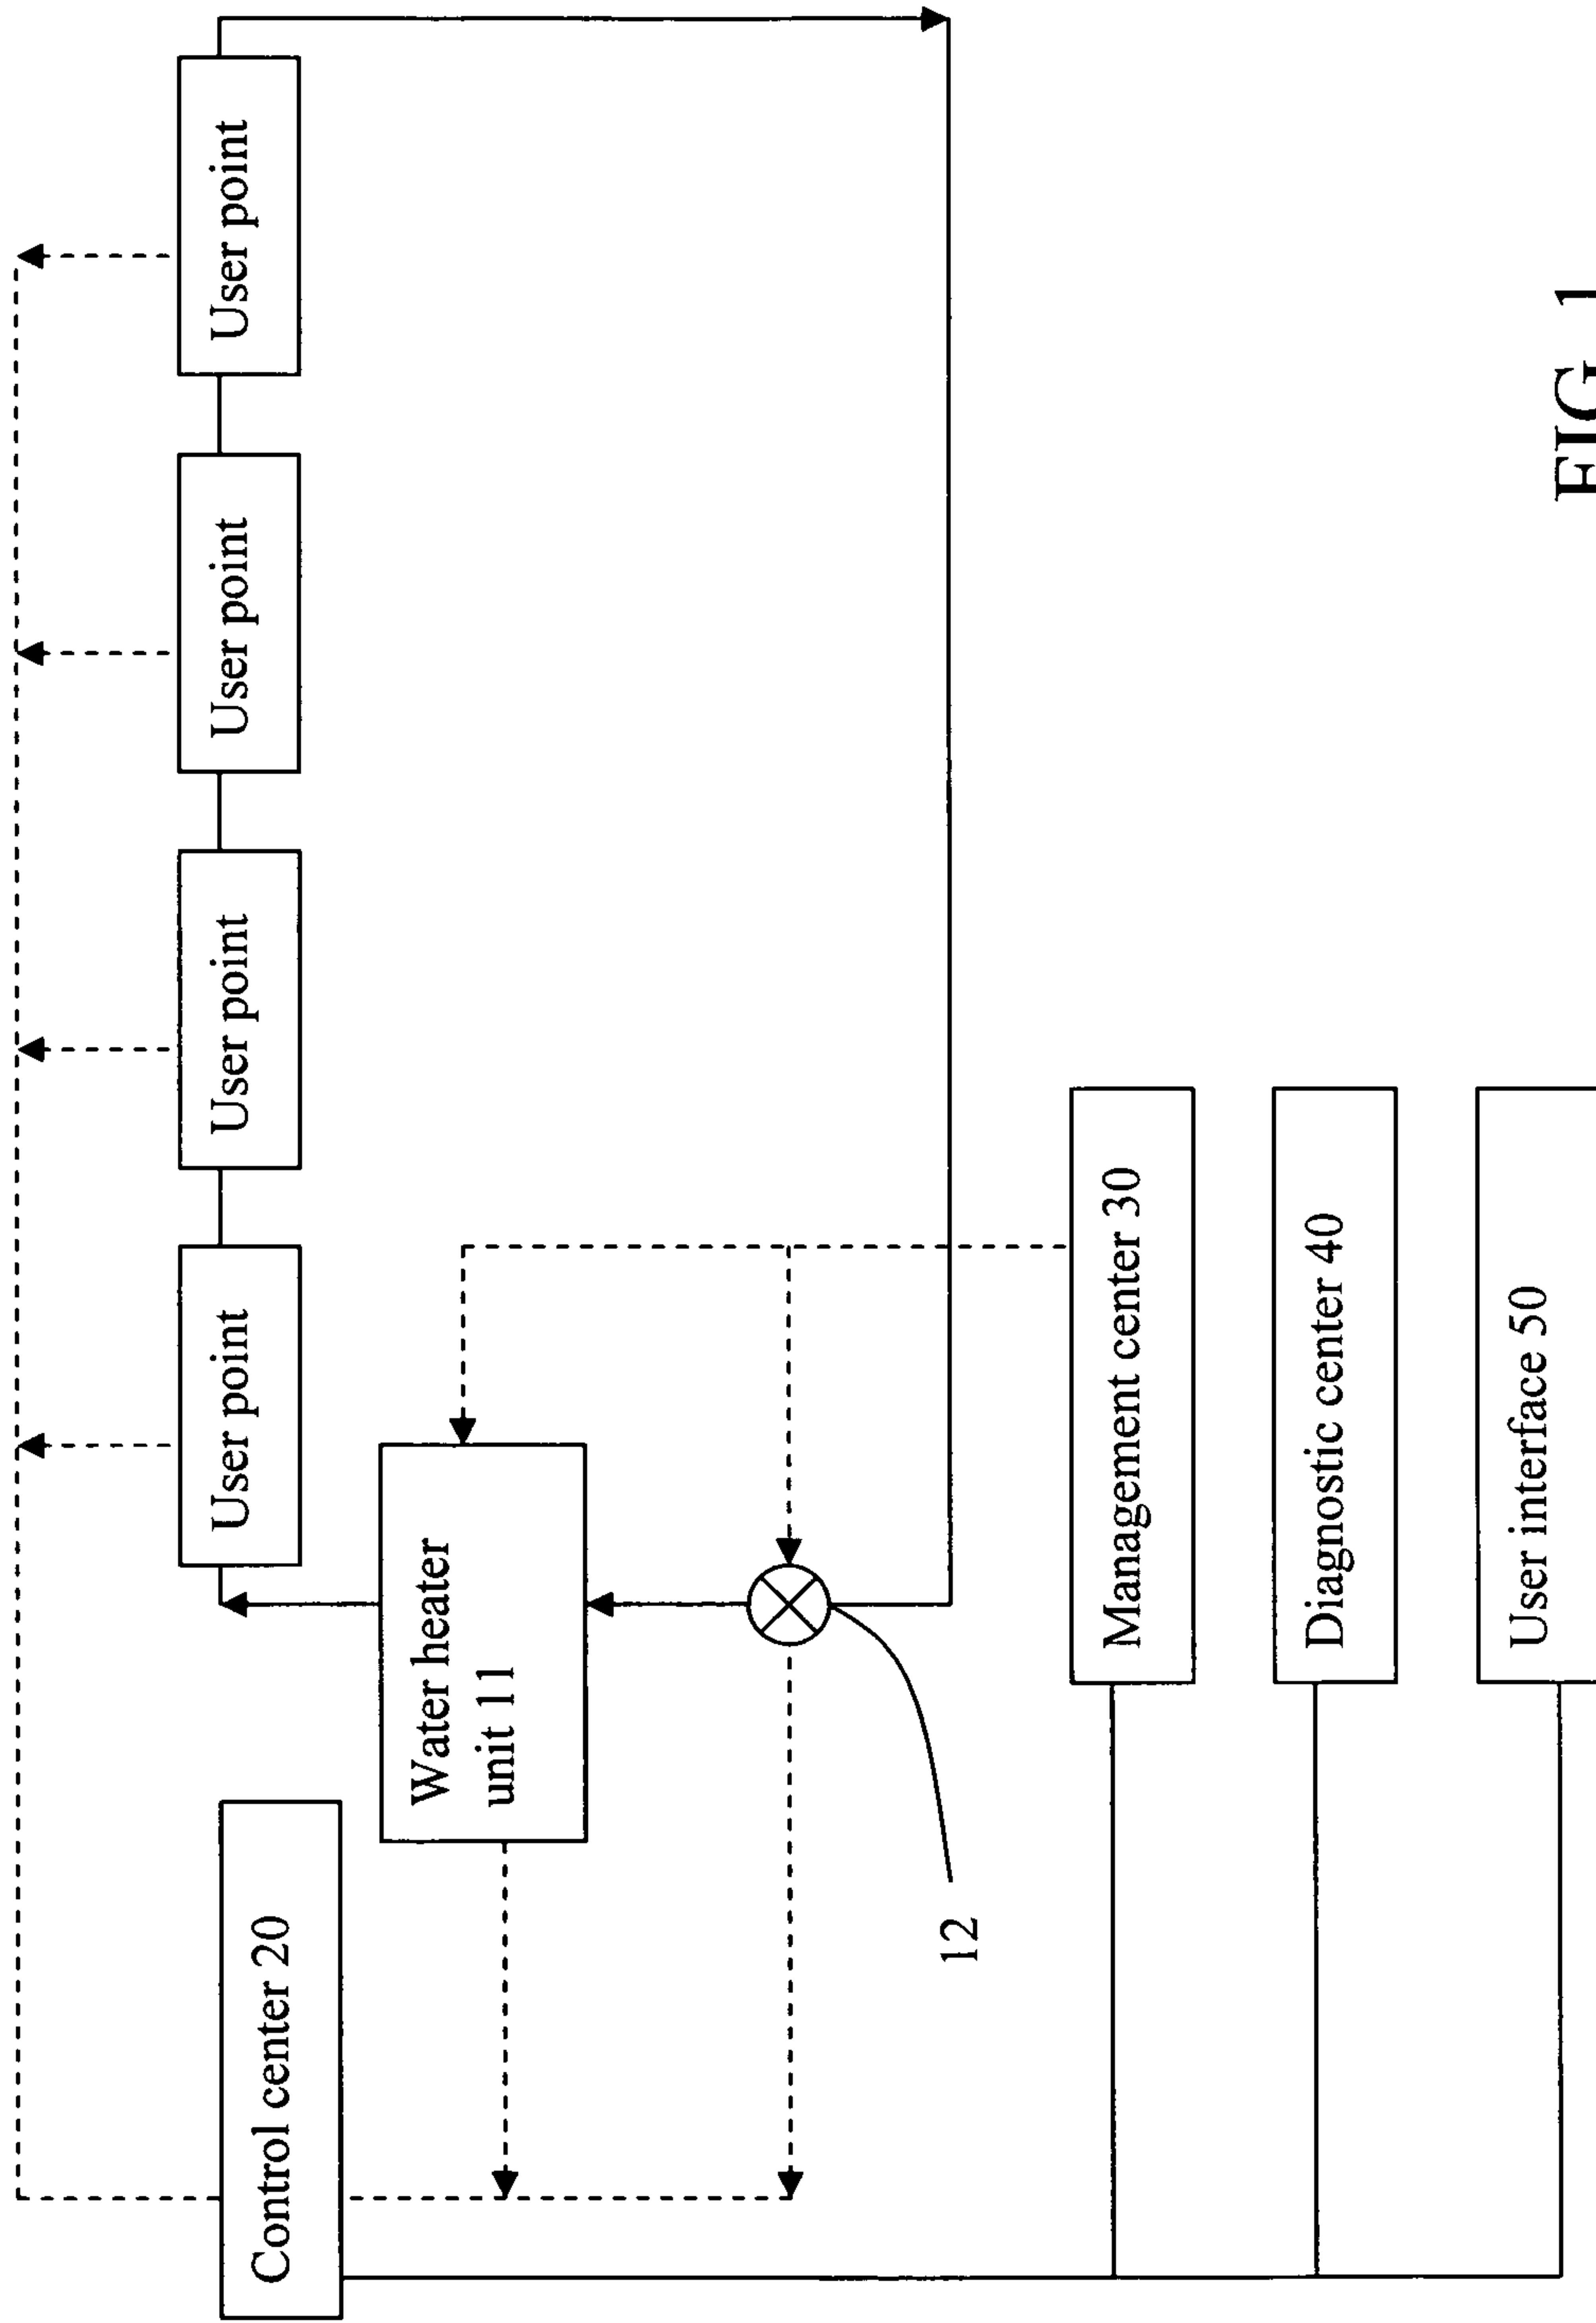 User point
User point
User point
User point
Control center 20
Water heater
unit 11
12
Management center 30
Diagnostic center 40
User interface 50
FIG. 1